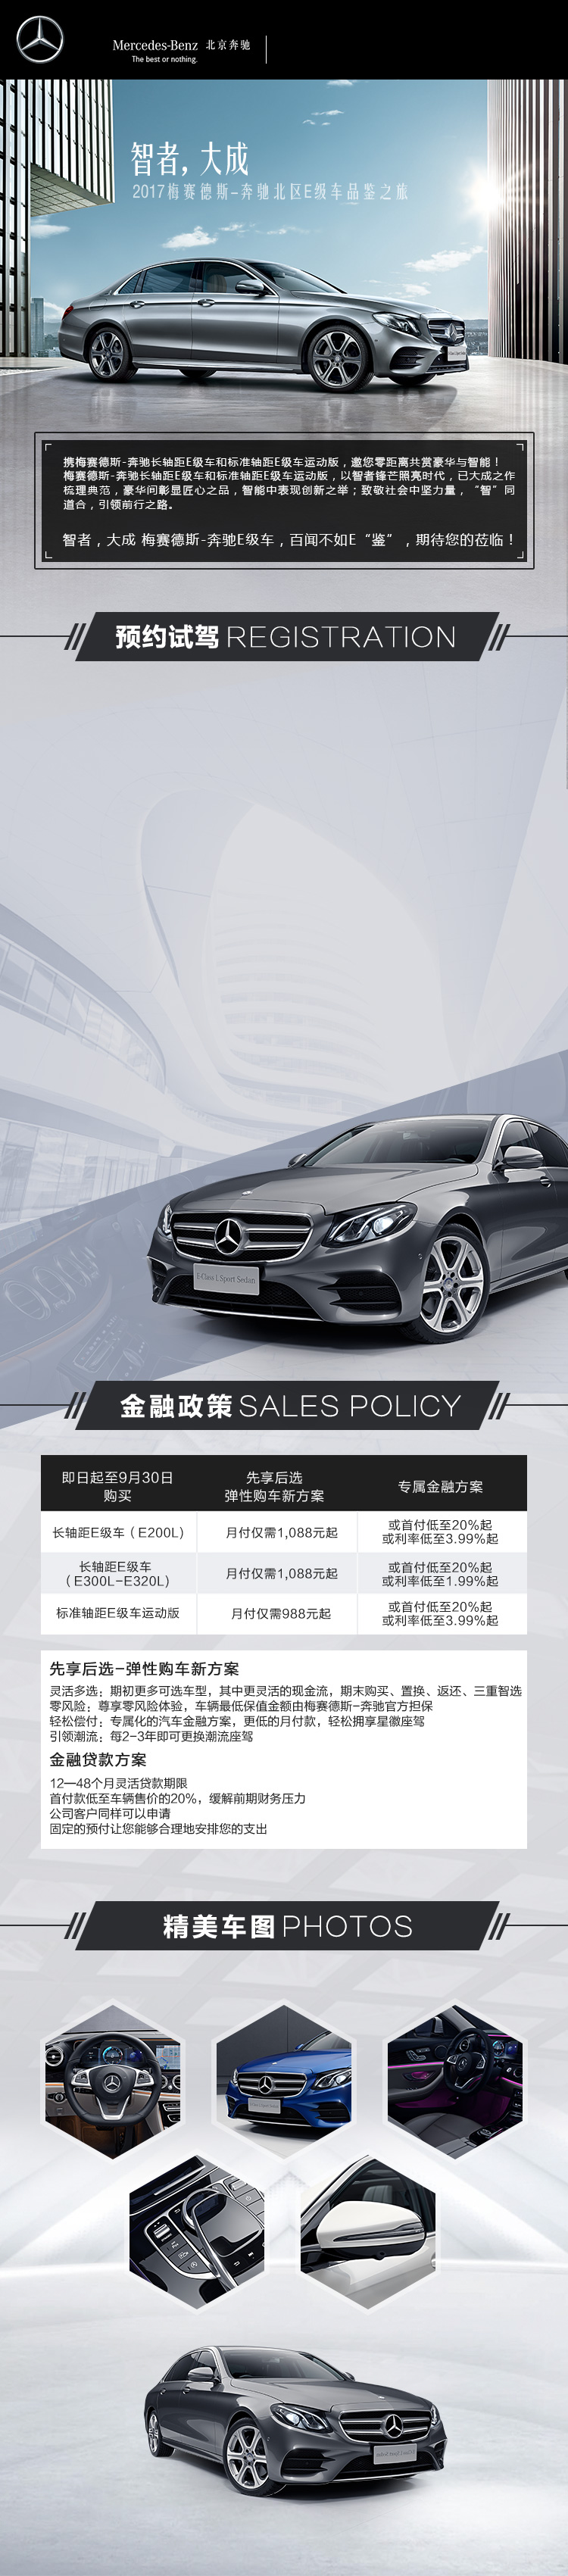 Mercedes-Benz 北京奔驰
The best or nothing.
智者，大成
2017梅赛德斯-奔驰北区E级车品鉴之旅
携梅赛德斯-奔驰长轴距E级车和标准轴距E级车运动版，邀您零距离共赏豪华与智能！
梅赛德斯-奔驰长轴距E级车和标准轴距E级车运动版，以智者锋芒照亮时代，已大成之作
梳理典范，豪华间彰显匠心之品，智能中表现创新之举；致敬社会中坚力量，“智”同
道合，引领前行之路。
智者，大成 梅赛德斯-奔驰E级车，百闻不如E“鉴”，期待您的莅临！
预约试驾 REGISTRATION
E-Class L Sport Sedan
金融政策 SALES POLICY
即日起至9月30日
购买
先享后选
弹性购车新方案
专属金融方案
长轴距E级车（E200L）
月付仅需1,088元起
或首付低至20%起
或利率低至3.99%起
长轴距E级车
（E300L-E320L）
月付仅需1,088元起
或首付低至20%起
或利率低至1.99%起
标准轴距E级车运动版
月付仅需988元起
或首付低至20%起
或利率低至3.99%起
先享后选-弹性购车新方案
灵活多选：期初更多可选车型，其中更灵活的现金流，期末购买、置换、返还、三重智选
零风险：尊享零风险体验，车辆最低保值金额由梅赛德斯-奔驰官方担保
轻松偿付：专属化的汽车金融方案，更低的月付款，轻松拥享星徽座驾
引领潮流：每2-3年即可更换潮流座驾
金融贷款方案
12—48个月灵活贷款期限
首付款低至车辆售价的20%，缓解前期财务压力
公司客户同样可以申请
固定的预付让您能够合理地安排您的支出
精美车图 PHOTOS